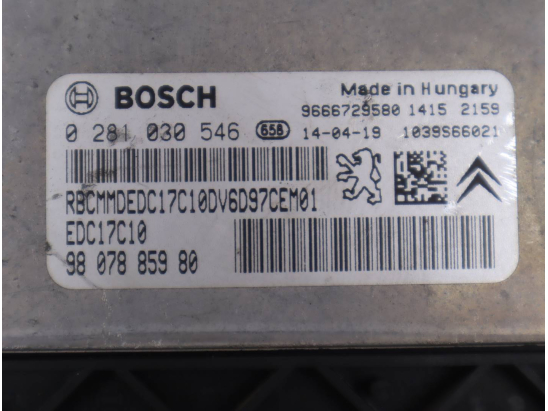 BOSCH Made in Hungary
9666729580 1415 2159
0 281 030 546 658 14-04-19 1039S66021
RBCMMDEDC17C10DV6D97CEM01
EDC17C10
98 078 859 80